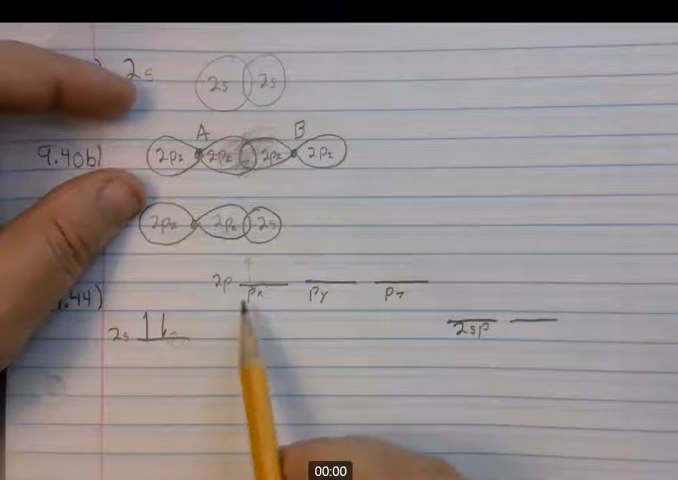 2s 2s 2s
A B
9.40b) 2pz 2pz 2pz 2pz
2pz 2pz 2s
2p
.44) px py pz
2s 2sp
00:00